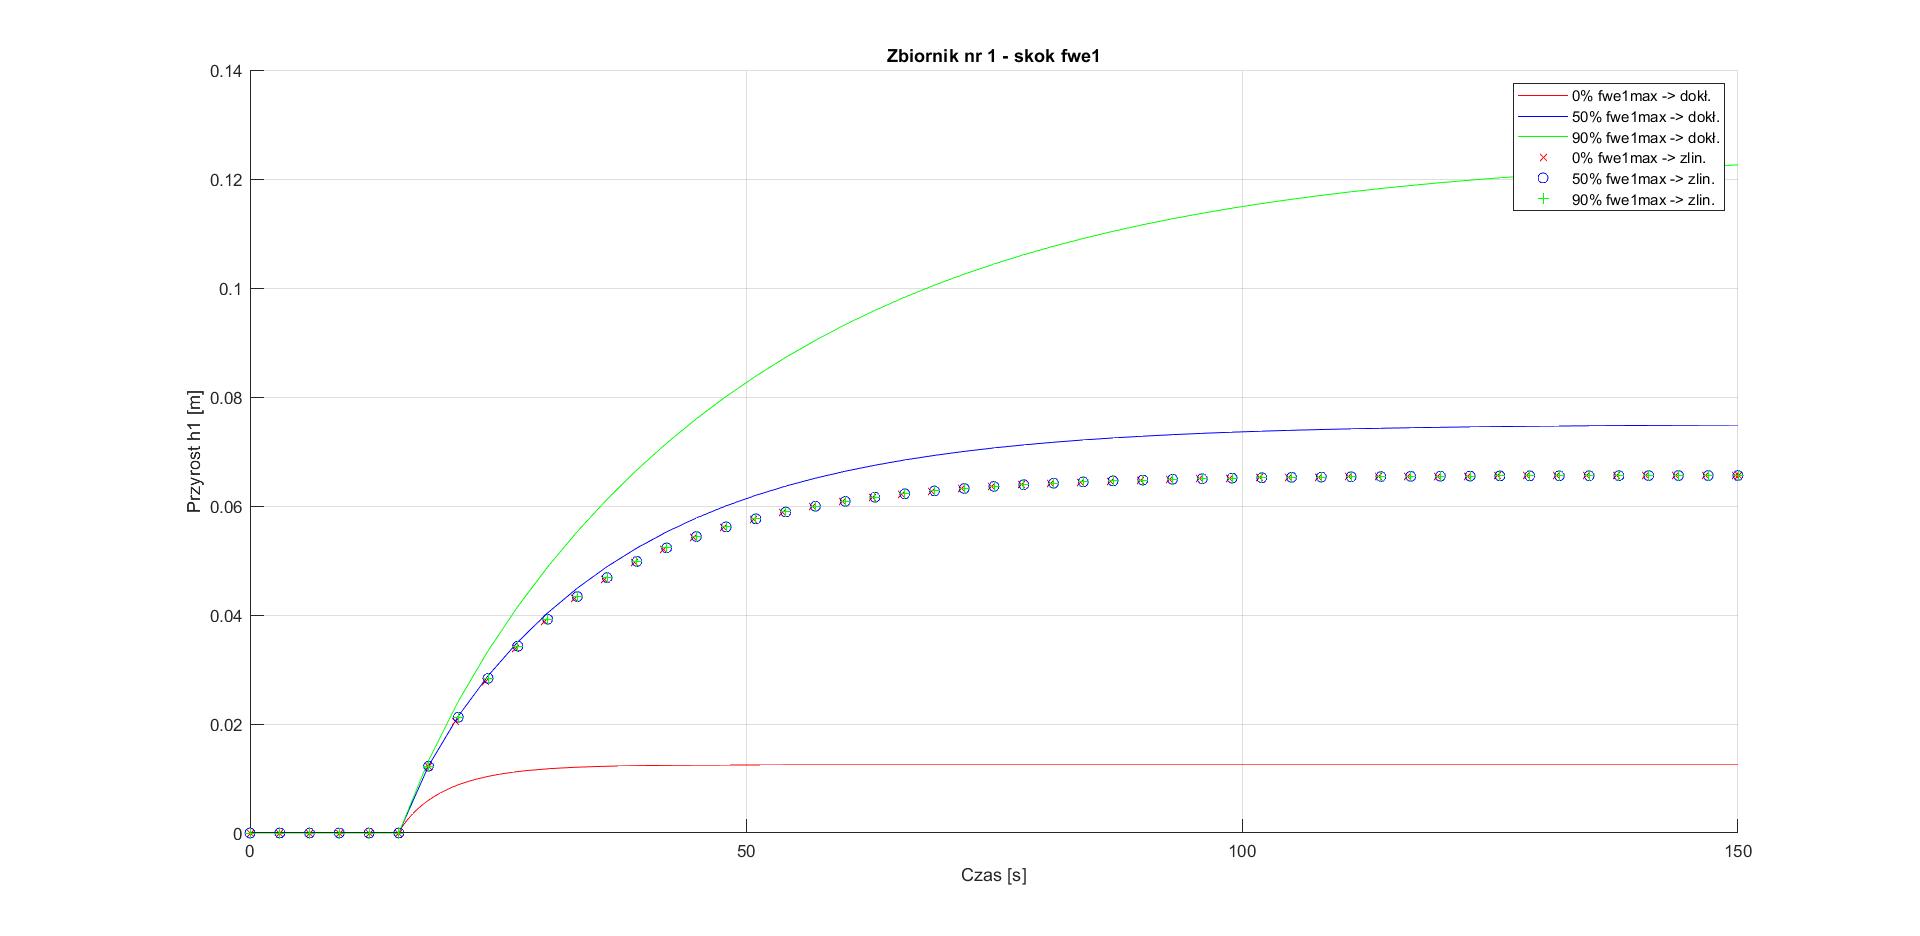 Zbiornik nr 1 - skok fwe1
0.14
0.12
0.1
0.08
0.06
0.04
0.02
0
Przyrost h1 [m]
0% fwe1max -> dokł.
50% fwe1max -> dokł.
90% fwe1max -> dokł.
0% fwe1max -> zlin.
50% fwe1max -> zlin.
90% fwe1max -> zlin.
0 50 100 150
Czas [s]